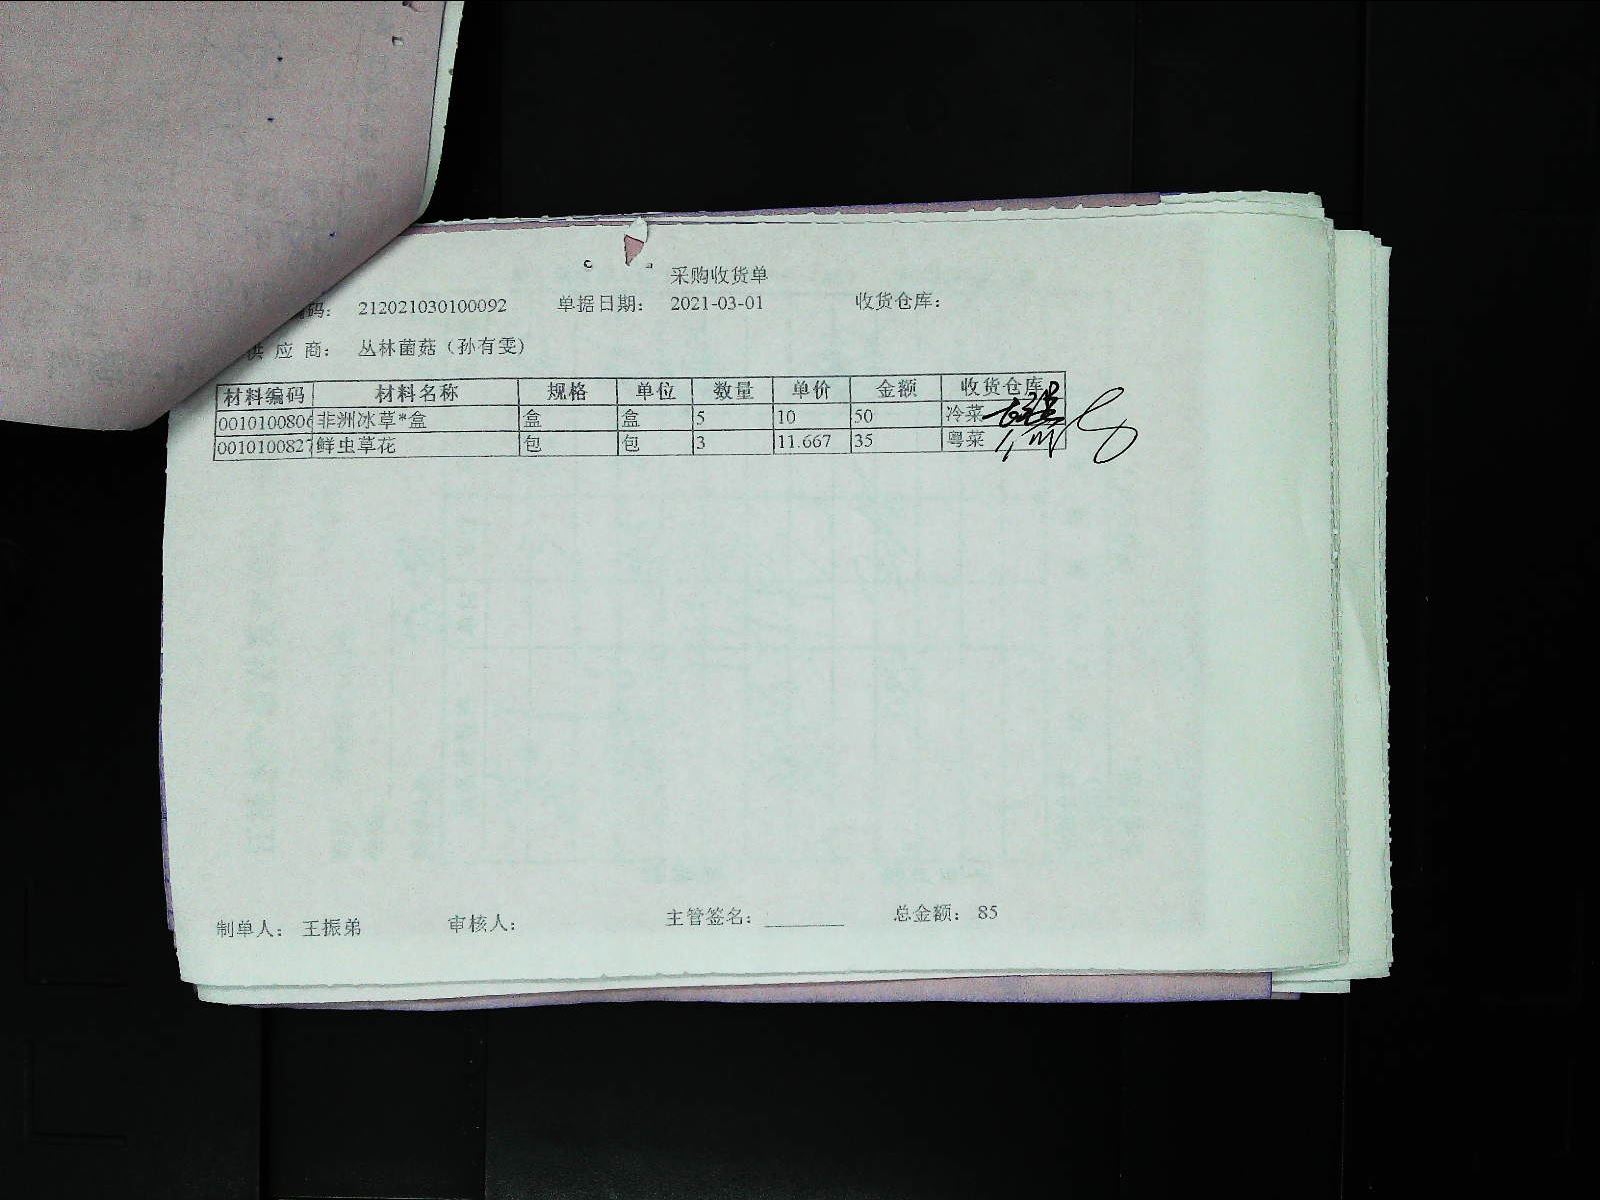 采购收货单
码： 212021030100092 单据日期： 2021-03-01 收货仓库：
供 应 商： 丛林菌菇（孙有雯）
材料编码 材料名称 规格 单位 数量 单价 金额 收货仓库
0010100806 非洲冰草*盒 盒 盒 5 10 50 冷菜
0010100827 鲜虫草花 包 包 3 11.667 35 粤菜
制单人： 王振弟 审核人： 主管签名： 总金额： 85